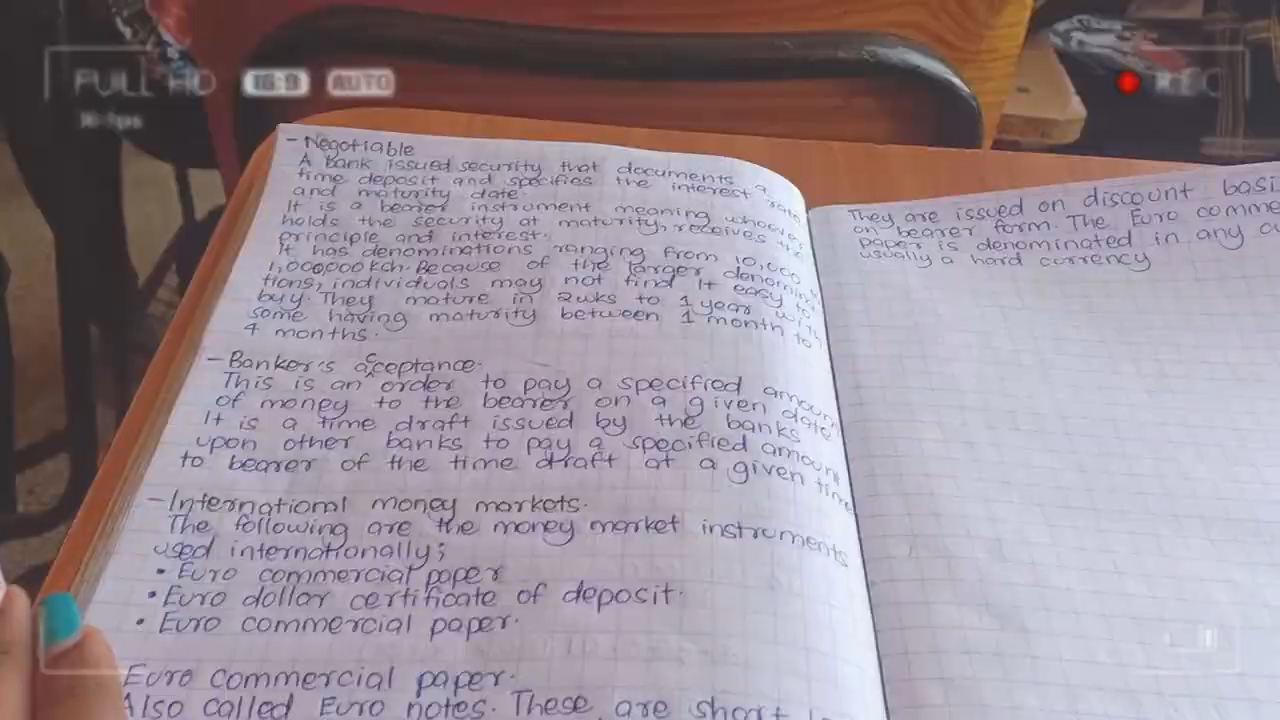 FULL HD 16:9 AUTO
REC
- Negotiable
A Bank issued security that documents a
time deposit and specifies the interest rate
and maturity date.
It is a bearer instrument meaning whoever
holds the security at maturity, receives the
principle and interest.
It has denominations ranging from 10,000 to
1,000,000 Ksh. Because of the larger denomina
tions, individuals may not find it easy to
buy. They mature in 2wks to 1 year with
some having maturity between 1 month to
4 months.
- Banker's acceptance.
This is an order to pay a specified amount
of money to the bearer on a given date
It is a time draft issued by the banks
upon other banks to pay a specified amount
to bearer of the time draft at a given time
- International money markets.
The following are the money market instruments
used internationally;
• Euro commercial paper
• Euro dollar certificate of deposit.
• Euro commercial paper.
Euro commercial paper.
Also called Euro notes. These are short
They are issued on discount basi
on bearer form. The Euro comme
paper is denominated in any cu
usually a hard currency